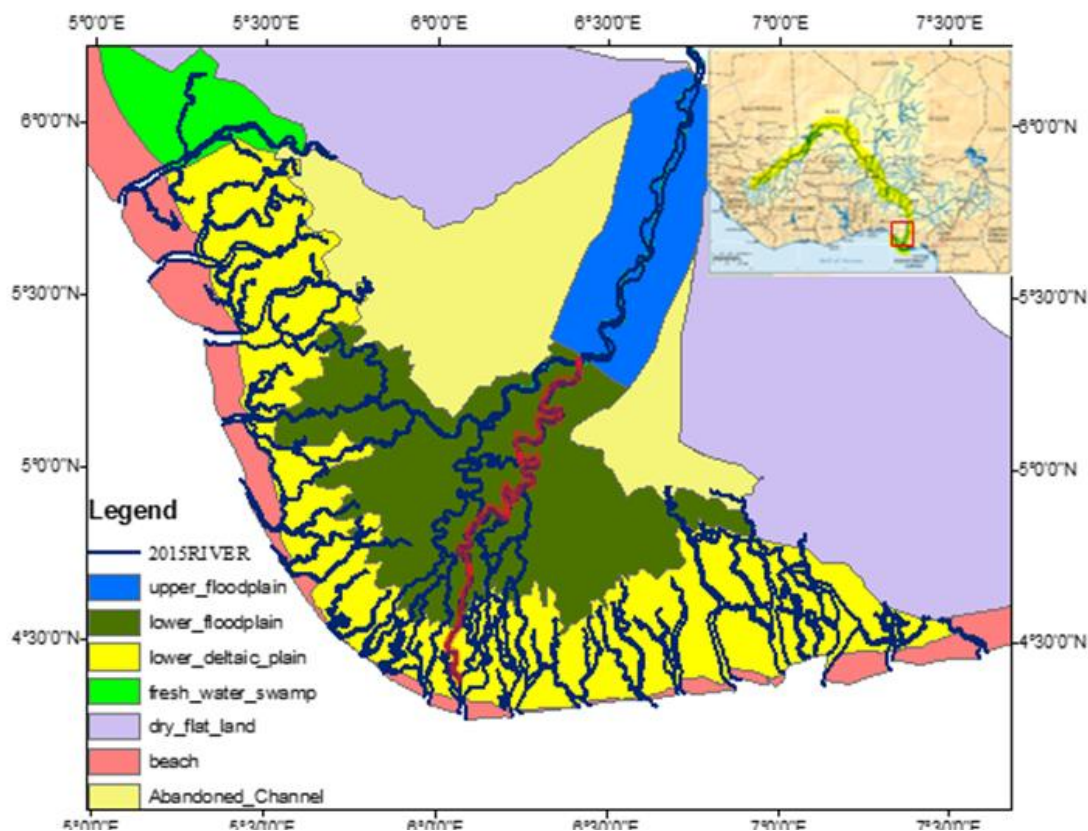 5°0'0"E 5°30'0"E 6°0'0"E 6°30'0"E 7°0'0"E 7°30'0"E
6°0'0"N 6°0'0"N
5°30'0"N 5°30'0"N
5°0'0"N 5°0'0"N
4°30'0"N 4°30'0"N
Legend
2015RIVER
upper_floodplain
lower_floodplain
lower_deltaic_plain
fresh_water_swamp
dry_flat_land
beach
Abandoned_Channel
5°0'0"E 5°30'0"E 6°0'0"E 6°30'0"E 7°0'0"E 7°30'0"E